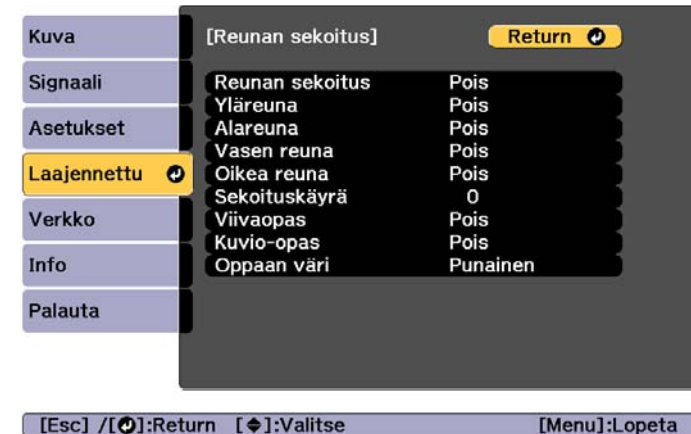 Kuva
Signaali
Asetukset
Laajennettu
Verkko
Info
Palauta
[Reunan sekoitus] Return
Reunan sekoitus Pois
Yläreuna Pois
Alareuna Pois
Vasen reuna Pois
Oikea reuna Pois
Sekoituskäyrä 0
Viivaopas Pois
Kuvio-opas Pois
Oppaan väri Punainen
[Esc] /[⏎]:Return [◆]:Valitse [Menu]:Lopeta